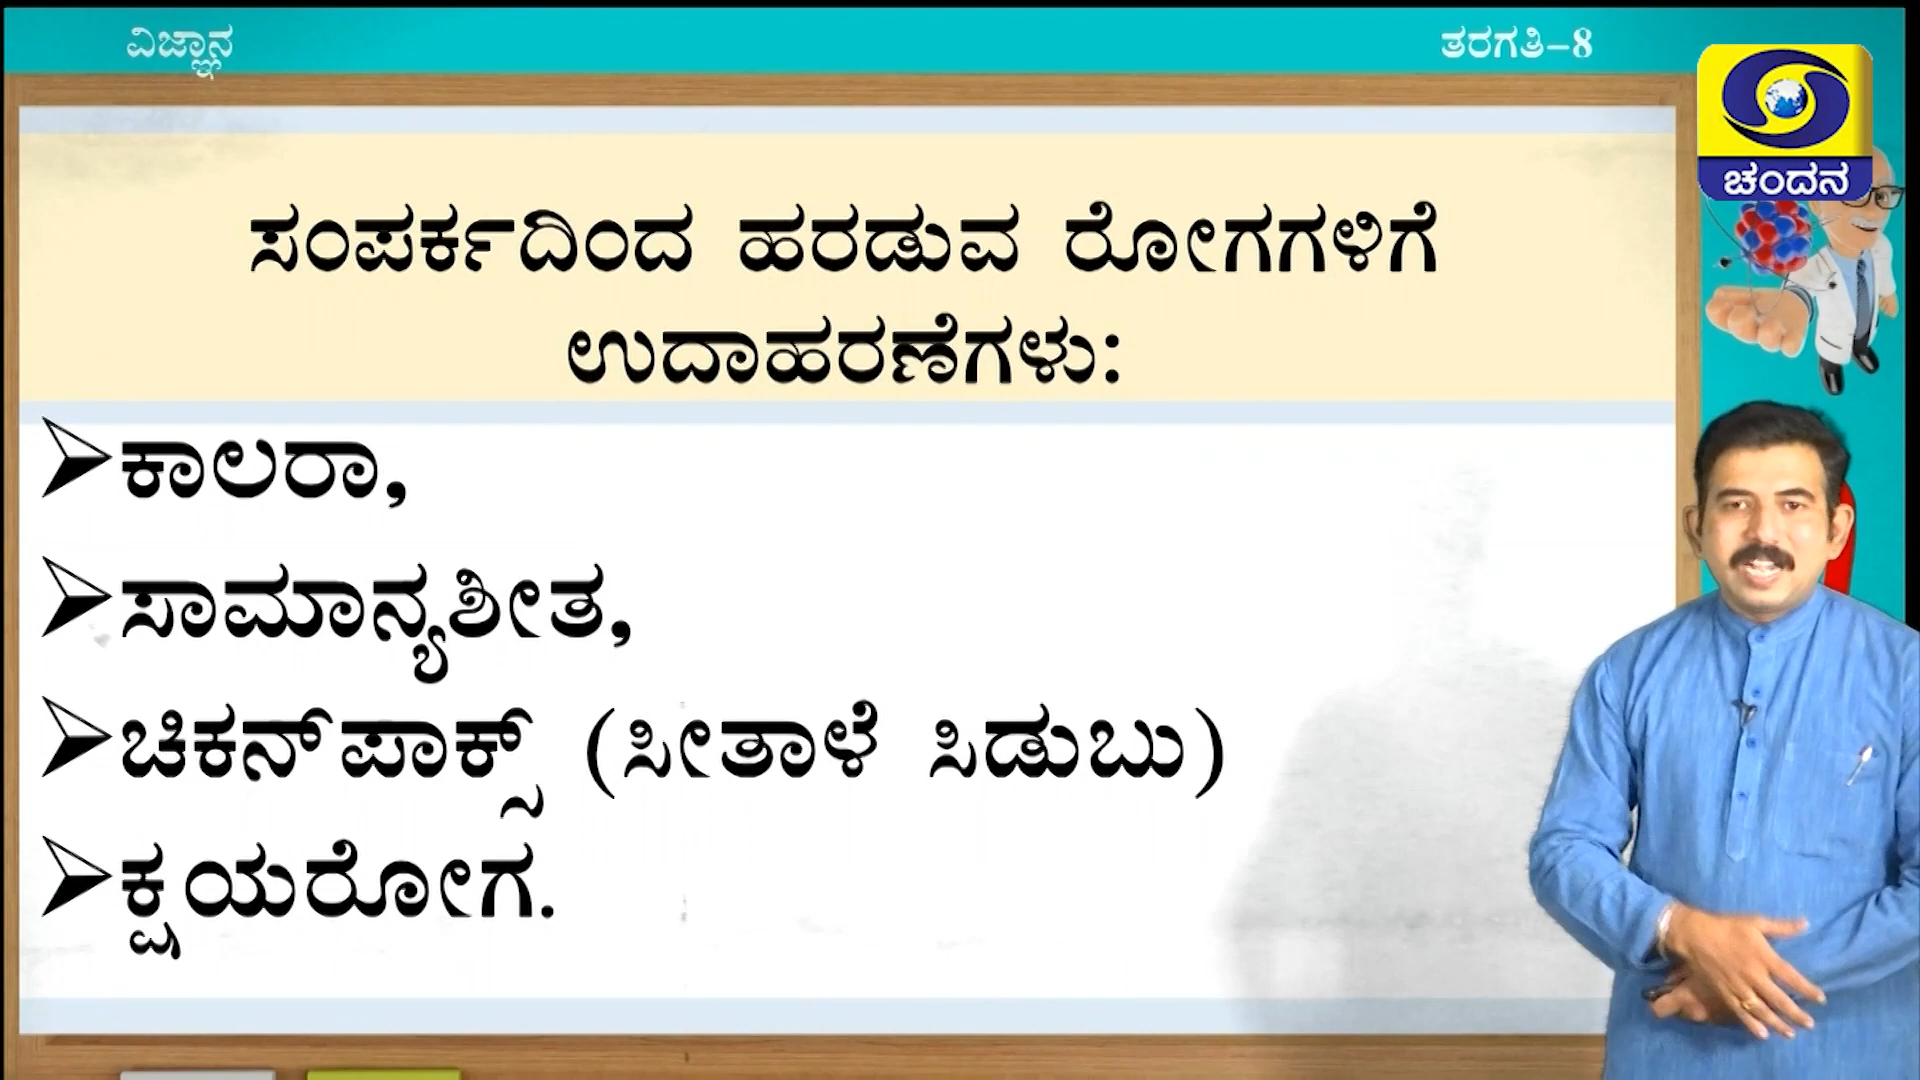 ವಿಜ್ಞಾನ
ತರಗತಿ-8
ಚಂದನ
ಸಂಪರ್ಕದಿಂದ ಹರಡುವ ರೋಗಗಳಿಗೆ
ಉದಾಹರಣೆಗಳು:
➢ಕಾಲರಾ,
➢ಸಾಮಾನ್ಯಶೀತ,
➢ಚಿಕನ್‌ಪಾಕ್ಸ್ (ಸೀತಾಳೆ ಸಿಡುಬು)
➢ಕ್ಷಯರೋಗ.